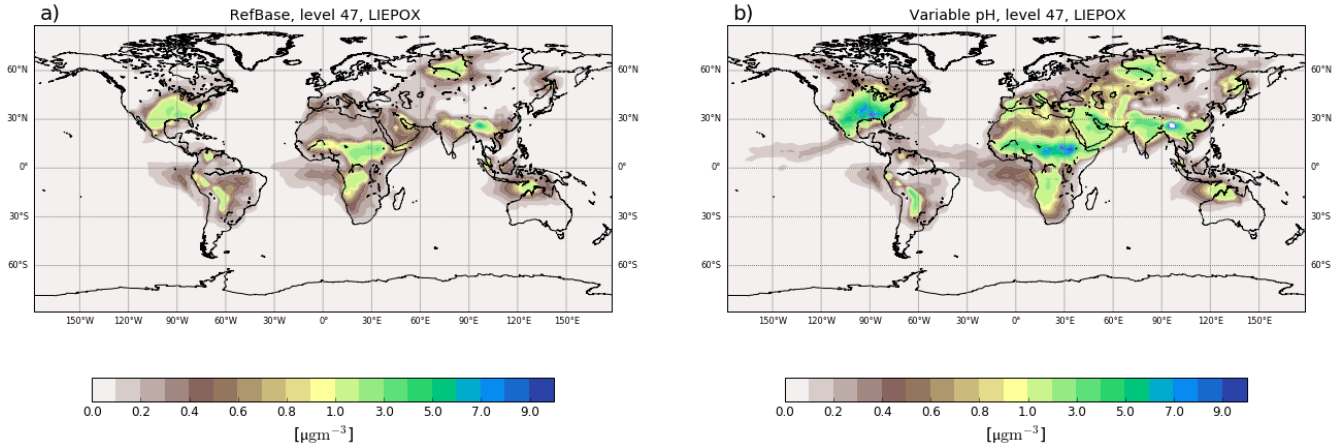 a) RefBase, level 47, LIEPOX
60°N 60°N
30°N 30°N
0° 0°
30°S 30°S
60°S 60°S
150°W 120°W 90°W 60°W 30°W 0° 30°E 60°E 90°E 120°E 150°E
0.0 0.2 0.4 0.6 0.8 1.0 3.0 5.0 7.0 9.0
[µgm⁻³]
b) Variable pH, level 47, LIEPOX
60°N 60°N
30°N 30°N
0° 0°
30°S 30°S
60°S 60°S
150°W 120°W 90°W 60°W 30°W 0° 30°E 60°E 90°E 120°E 150°E
0.0 0.2 0.4 0.6 0.8 1.0 3.0 5.0 7.0 9.0
[µgm⁻³]